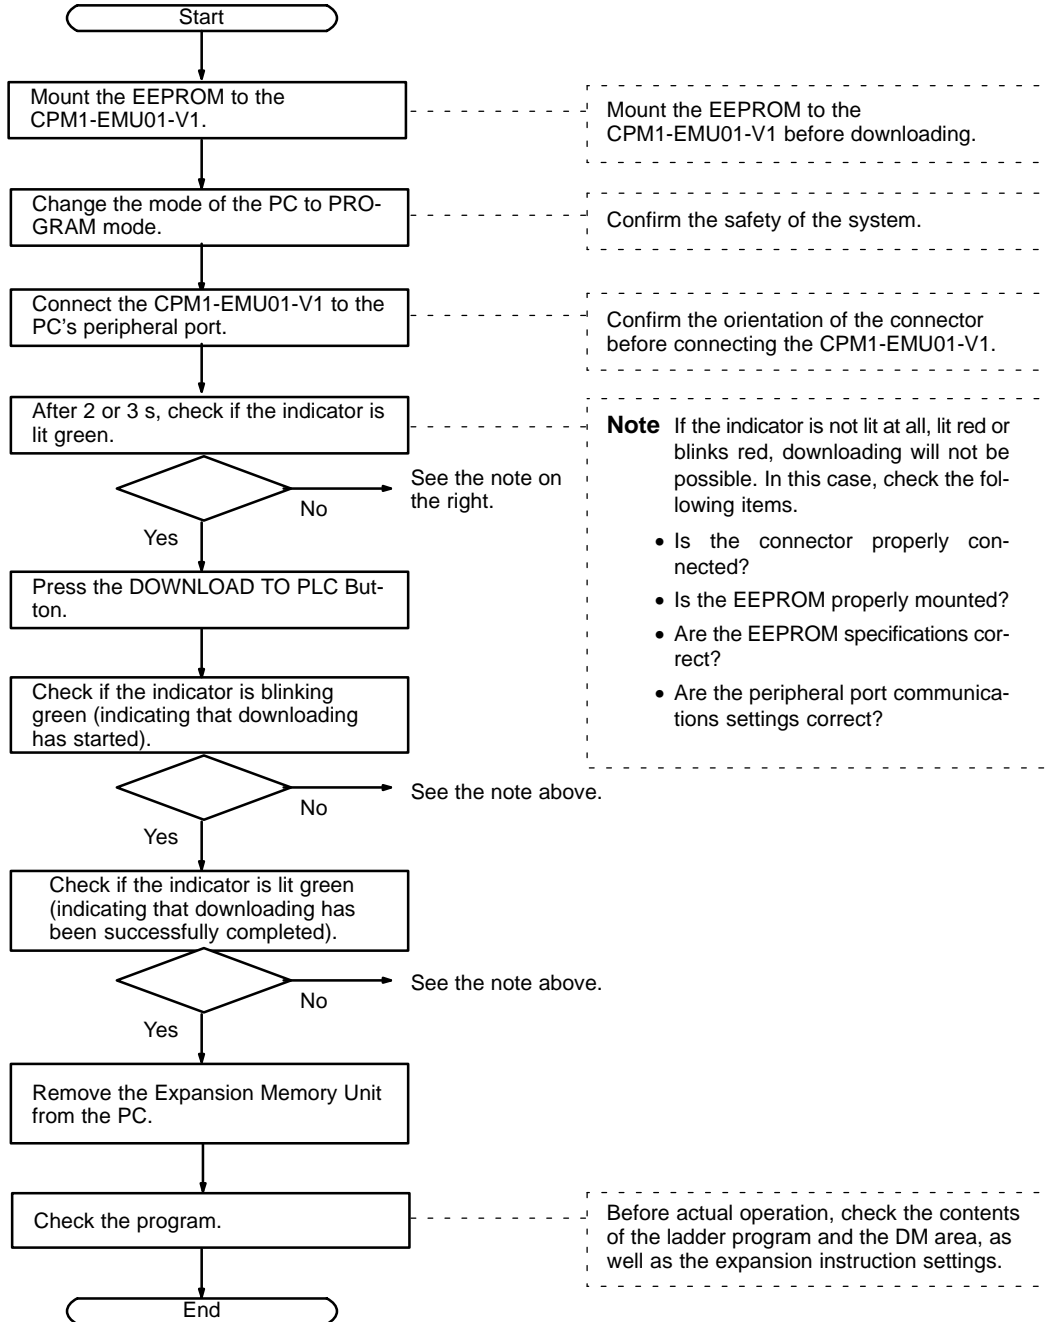 Start
Mount the EEPROM to the
CPM1-EMU01-V1.
Mount the EEPROM to the
CPM1-EMU01-V1 before downloading.
Change the mode of the PC to PRO-
GRAM mode.
Confirm the safety of the system.
Connect the CPM1-EMU01-V1 to the
PC's peripheral port.
Confirm the orientation of the connector
before connecting the CPM1-EMU01-V1.
After 2 or 3 s, check if the indicator is
lit green.
Note If the indicator is not lit at all, lit red or
blinks red, downloading will not be
possible. In this case, check the fol-
lowing items.
• Is the connector properly con-
nected?
• Is the EEPROM properly mounted?
• Are the EEPROM specifications cor-
rect?
• Are the peripheral port communica-
tions settings correct?
No
See the note on
the right.
Yes
Press the DOWNLOAD TO PLC But-
ton.
Check if the indicator is blinking
green (indicating that downloading
has started).
No
See the note above.
Yes
Check if the indicator is lit green
(indicating that downloading has
been successfully completed).
No
See the note above.
Yes
Remove the Expansion Memory Unit
from the PC.
Check the program.
Before actual operation, check the contents
of the ladder program and the DM area, as
well as the expansion instruction settings.
End